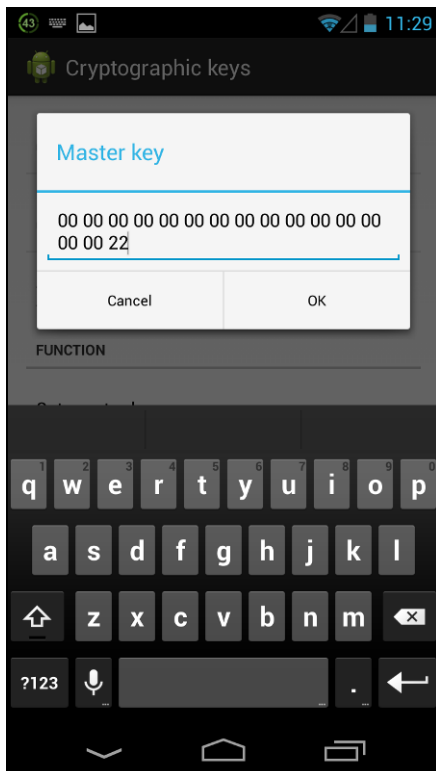 43 11:29
Cryptographic keys
Master key
00 00 00 00 00 00 00 00 00 00 00 00 00
00 00 22
Cancel OK
FUNCTION
1 2 3 4 5 6 7 8 9 0
q w e r t y u i o p
a s d f g h j k l
z x c v b n m
?123 .